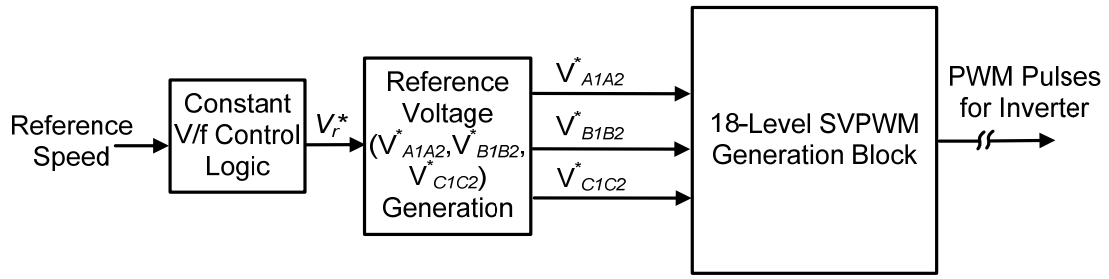 Reference
Speed
Constant
V/f Control
Logic
Vr*
Reference
Voltage
(V*A1A2,V*B1B2,
V*C1C2)
Generation
V*A1A2
V*B1B2
V*C1C2
18-Level SVPWM
Generation Block
PWM Pulses
for Inverter